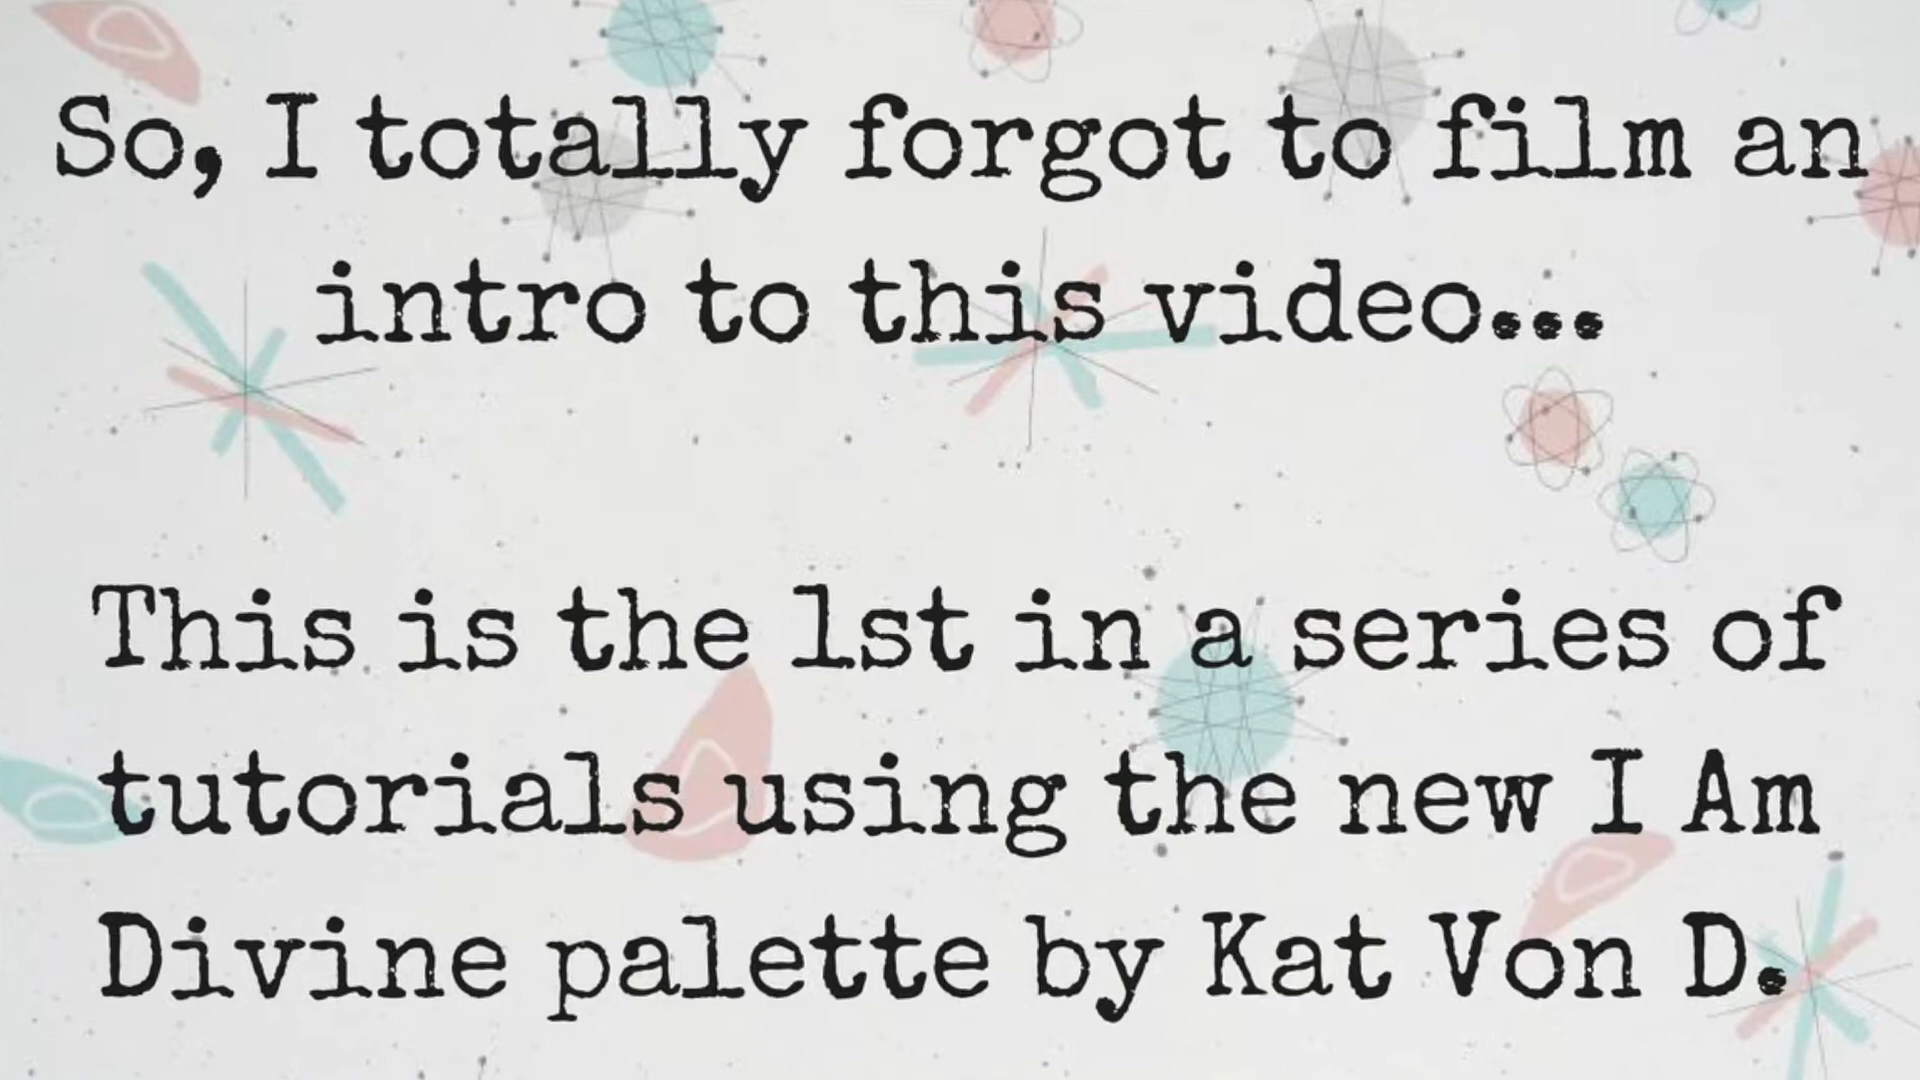 So, I totally forgot to film an
intro to this video...
This is the 1st in a series of
tutorials using the new I Am
Divine palette by Kat Von D.